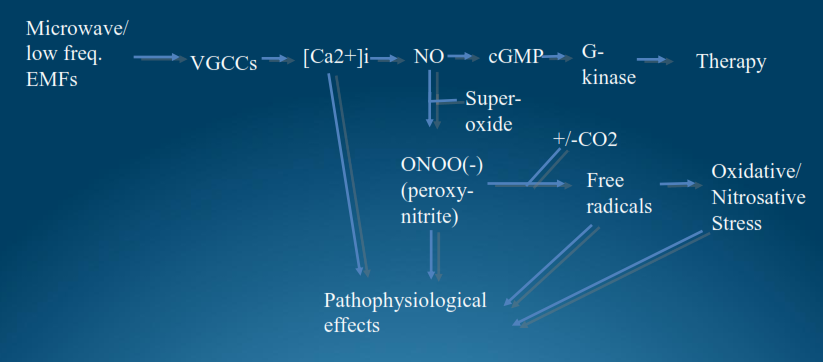 Microwave/
low freq.
EMFs
VGCCs
[Ca2+]i
NO
cGMP
G-
kinase
Therapy
Super-
oxide
+/-CO2
ONOO(-)
(peroxy-
nitrite)
Free
radicals
Oxidative/
Nitrosative
Stress
Pathophysiological
effects